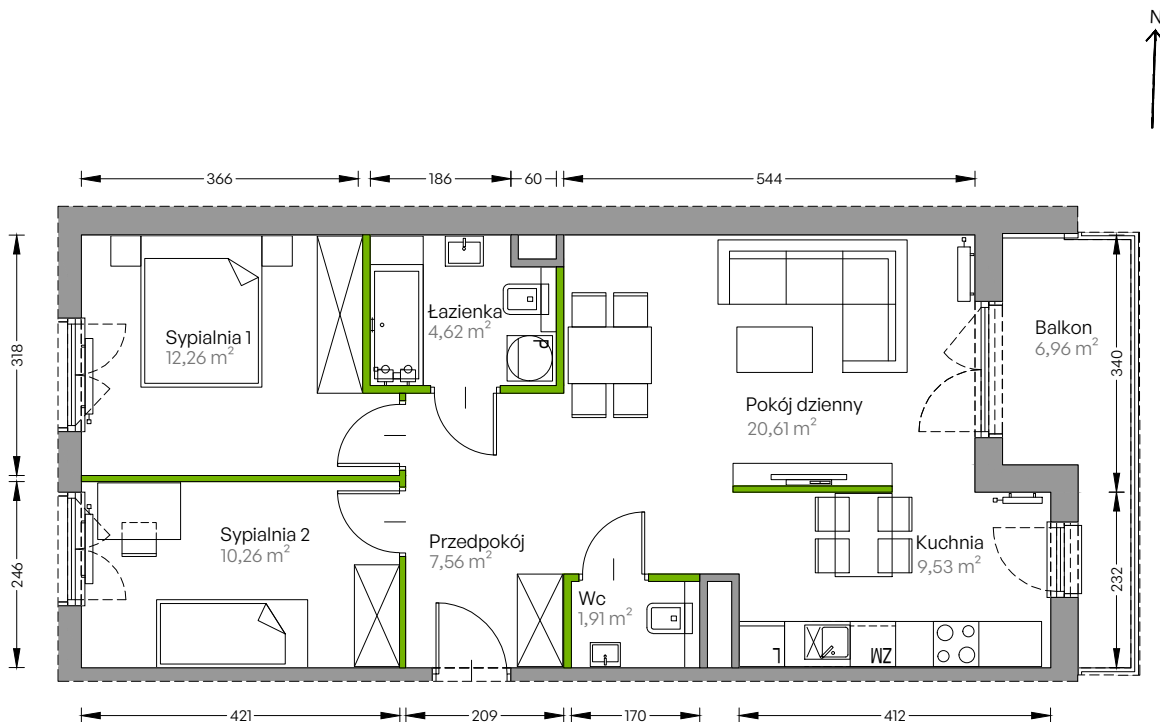 N
366
186
60
544
Sypialnia 1
12,26 m²
Łazienka
4,62 m²
P
Balkon
6,96 m²
318
340
Pokój dzienny
20,61 m²
Sypialnia 2
10,26 m²
Przedpokój
7,56 m²
Kuchnia
9,53 m²
246
232
Wc
1,91 m²
L
ZM
421
209
170
412